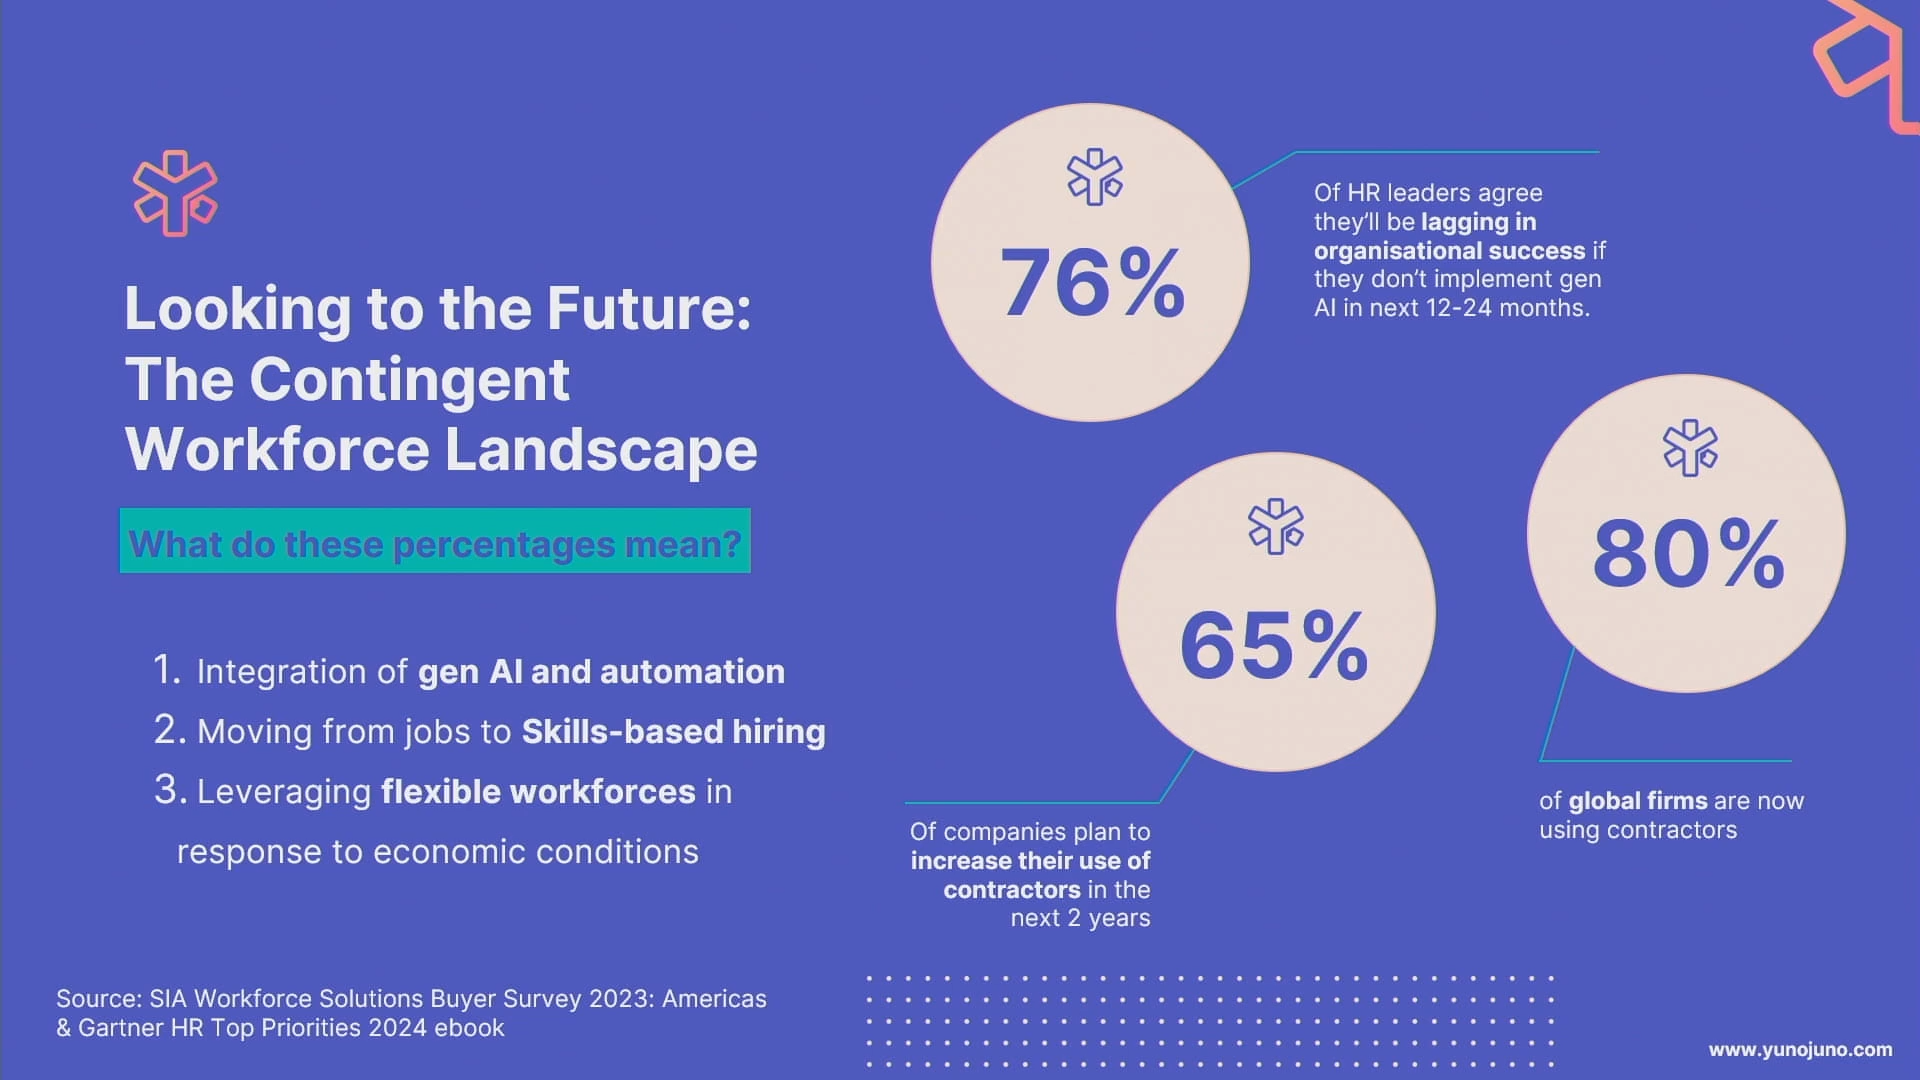 Looking to the Future:
The Contingent
Workforce Landscape
What do these percentages mean?
1. Integration of gen AI and automation
2. Moving from jobs to Skills-based hiring
3. Leveraging flexible workforces in
response to economic conditions
Source: SIA Workforce Solutions Buyer Survey 2023: Americas
& Gartner HR Top Priorities 2024 ebook
76%
Of HR leaders agree
they’ll be lagging in
organisational success if
they don’t implement gen
AI in next 12-24 months.
65%
Of companies plan to
increase their use of
contractors in the
next 2 years
80%
of global firms are now
using contractors
www.yunojuno.com